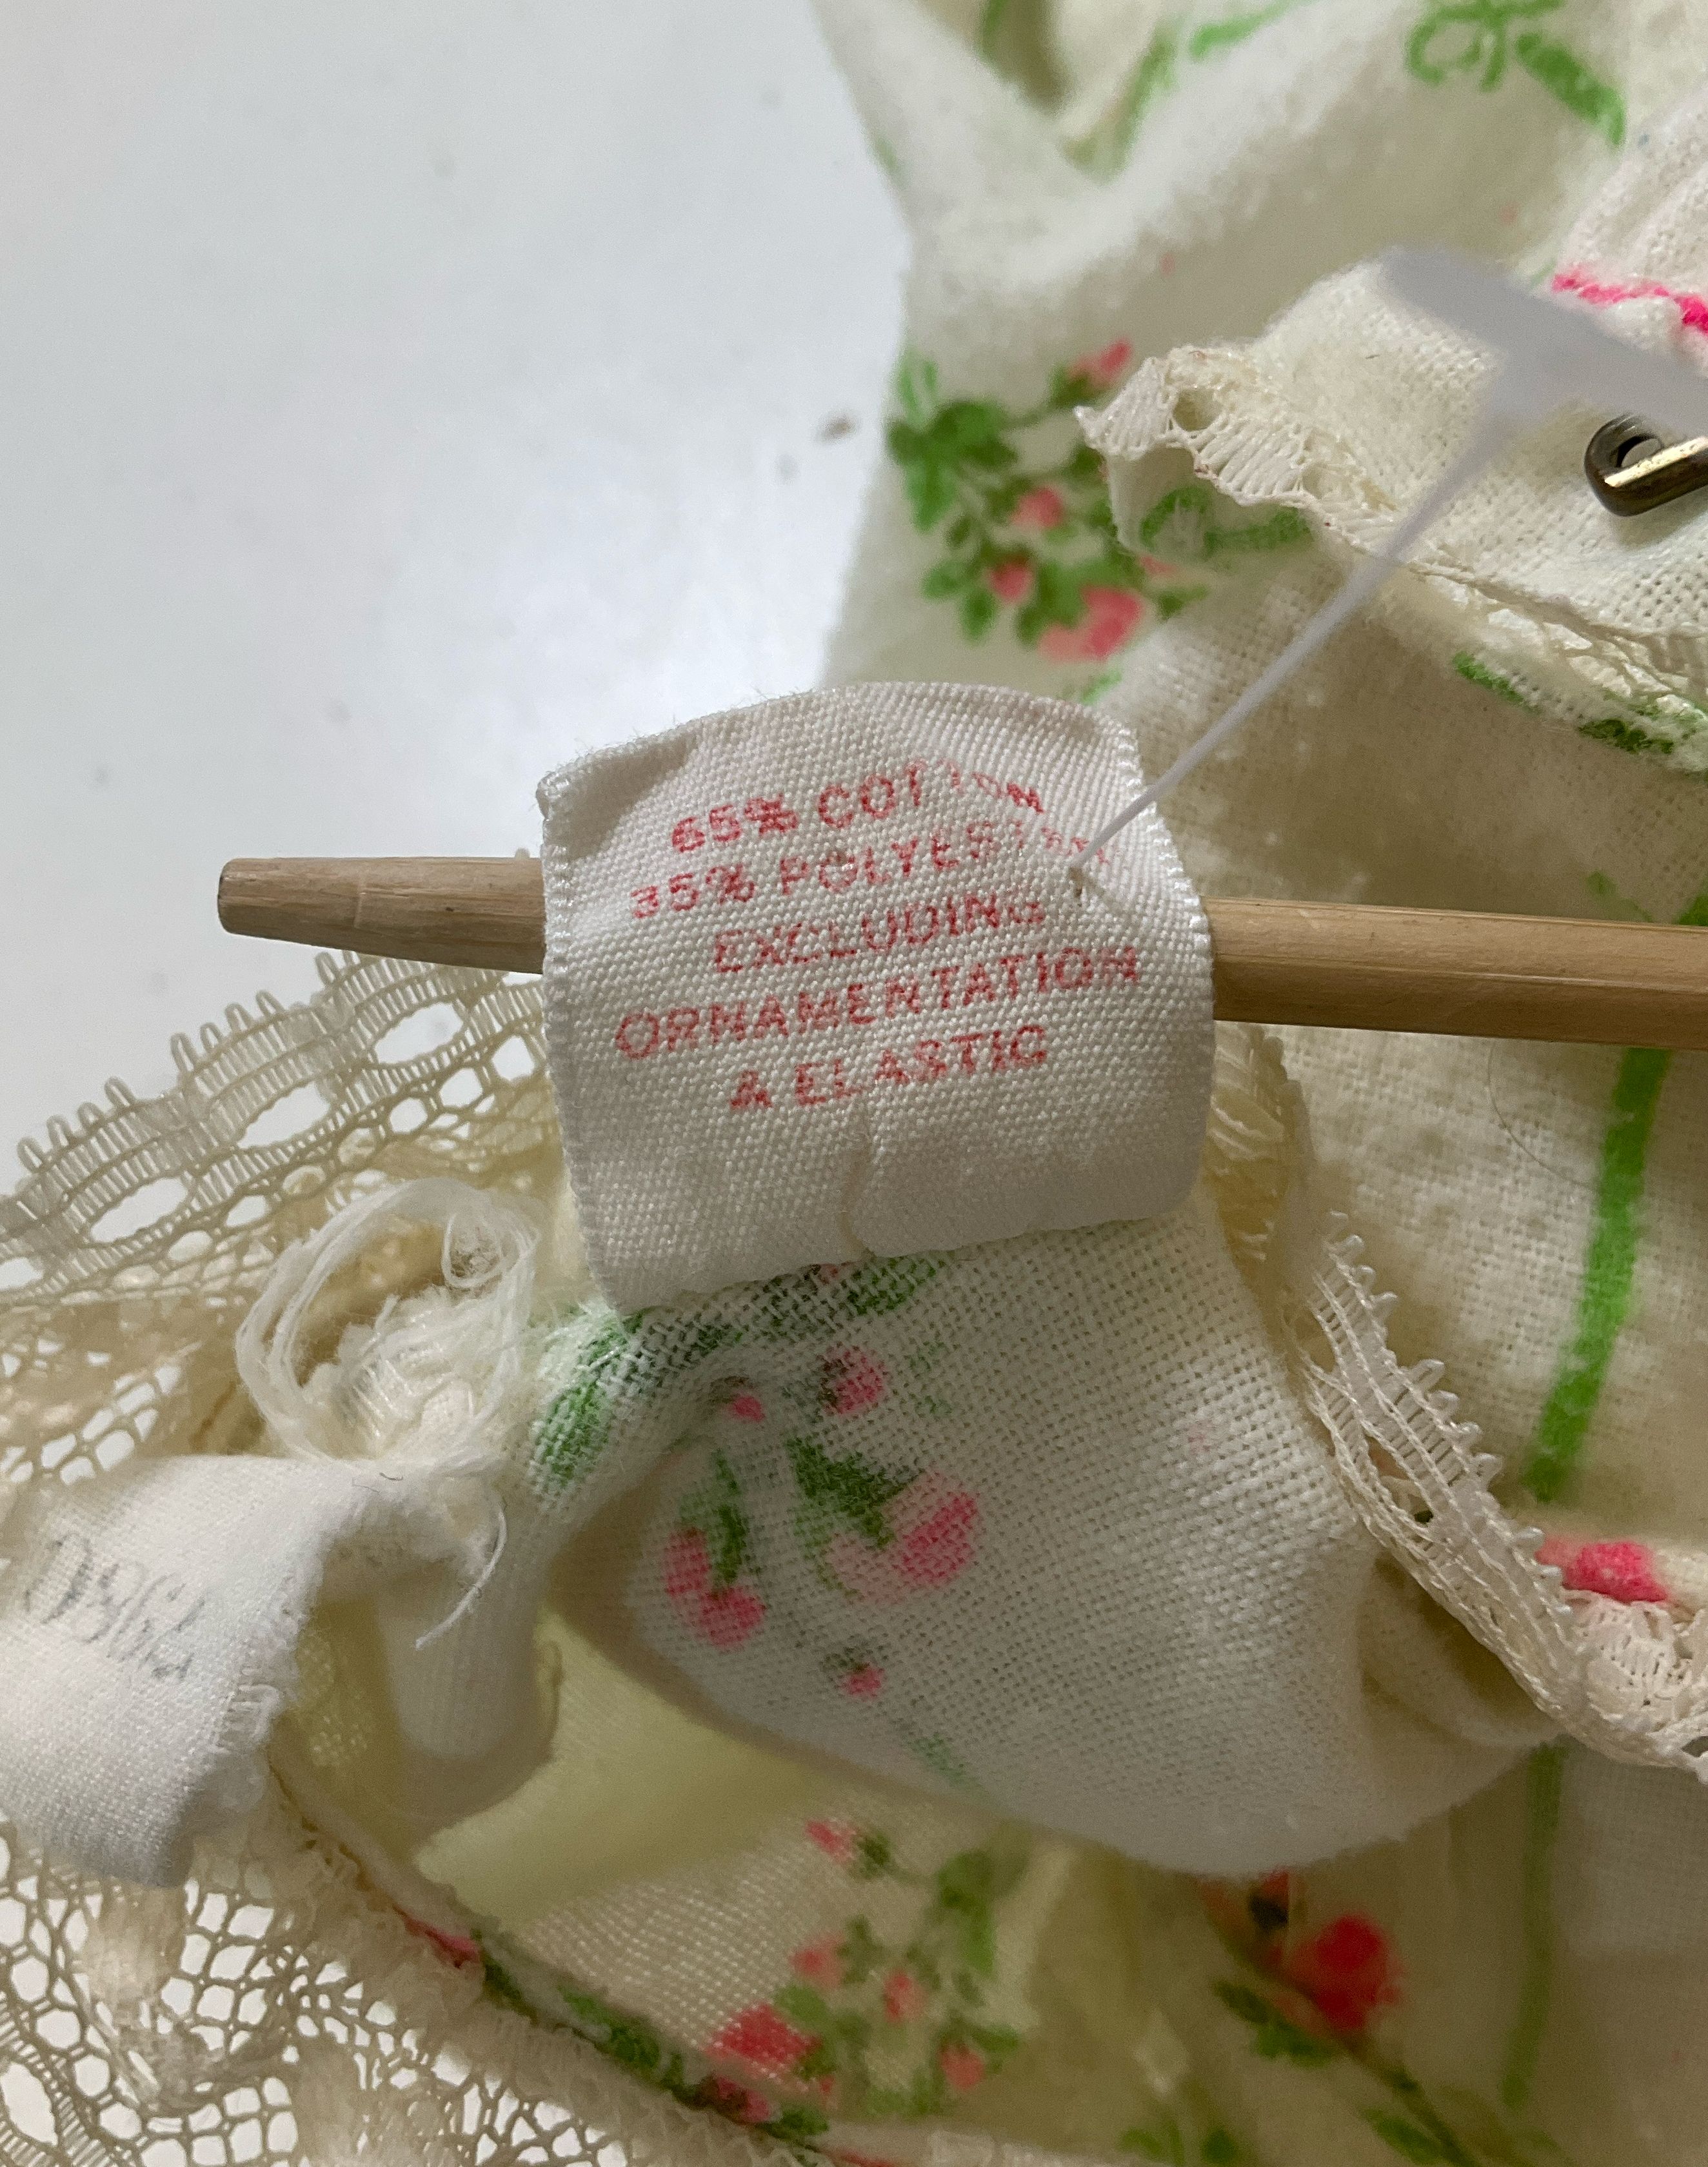 65% COTTON
35% POLYESTER
EXCLUDING
ORNAMENTATION
& ELASTIC